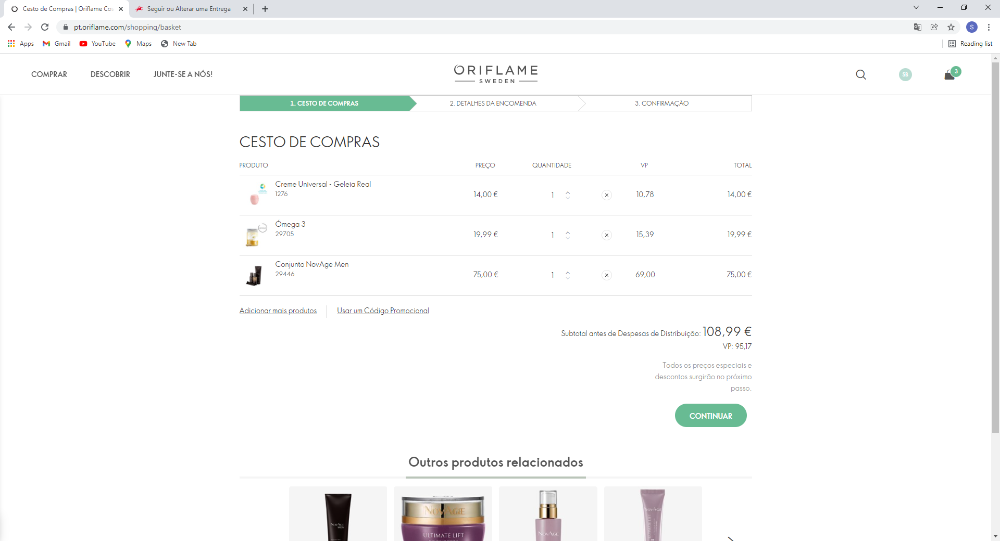 Cesto de Compras | Oriflame Cos
Seguir ou Alterar uma Entrega
pt.oriflame.com/shopping/basket
S
Apps
Gmail
YouTube
Maps
New Tab
Reading list
COMPRAR
DESCOBRIR
JUNTE-SE A NÓS!
ORIFLAME
SWEDEN
SB
3
1. CESTO DE COMPRAS
2. DETALHES DA ENCOMENDA
3. CONFIRMAÇÃO
CESTO DE COMPRAS
PRODUTO PREÇO QUANTIDADE VP TOTAL
Creme Universal - Geleia Real
1276
14,00 € 1 10,78 14,00 €
Ómega 3
29705
19,99 € 1 15,39 19,99 €
Conjunto NovAge Men
29446
75,00 € 1 69,00 75,00 €
Adicionar mais produtos
Usar um Código Promocional
Subtotal antes de Despesas de Distribuição: 108,99 €
VP: 95,17
Todos os preços especiais e
descontos surgirão no próximo
passo.
CONTINUAR
Outros produtos relacionados
NOVAGE
MEN
NOVAGE
ULTIMATE LIFT
NOVAGE
NOVAGE
ULTIMATE LIFT